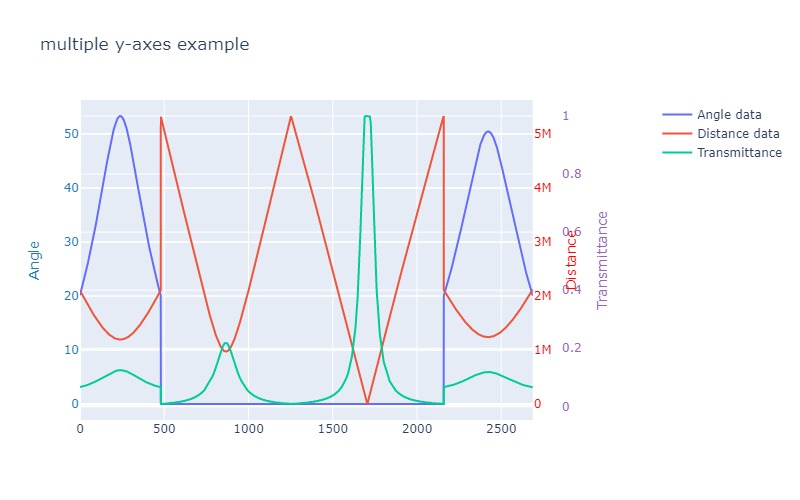 multiple y-axes example
Angle data
Distance data
Transmittance
50
40
30
20
10
0
Angle
5M
4M
3M
2M
1M
0
Distance
1
0.8
0.6
0.4
0.2
0
Transmittance
0
500
1000
1500
2000
2500